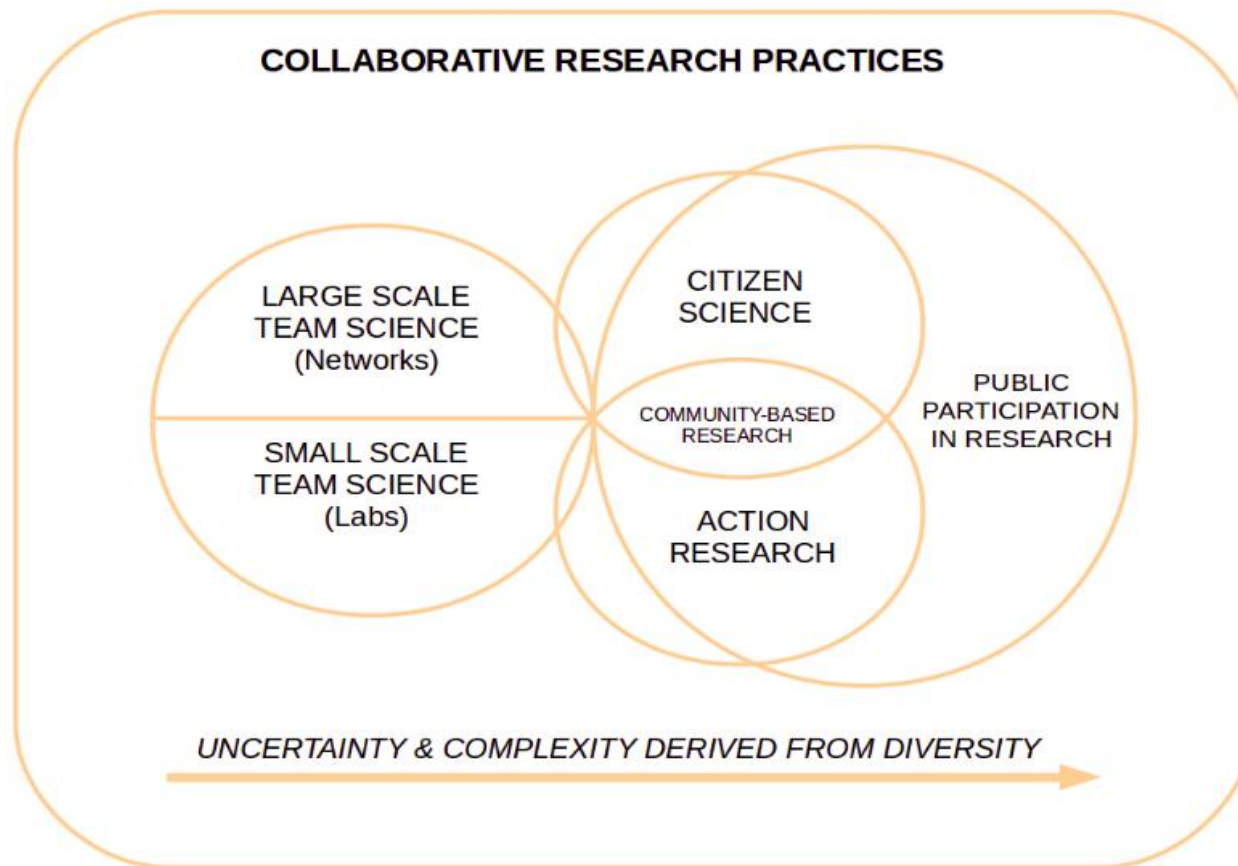 COLLABORATIVE RESEARCH PRACTICES
LARGE SCALE
TEAM SCIENCE
(Networks)
SMALL SCALE
TEAM SCIENCE
(Labs)
CITIZEN
SCIENCE
COMMUNITY-BASED
RESEARCH
ACTION
RESEARCH
PUBLIC
PARTICIPATION
IN RESEARCH
UNCERTAINTY & COMPLEXITY DERIVED FROM DIVERSITY